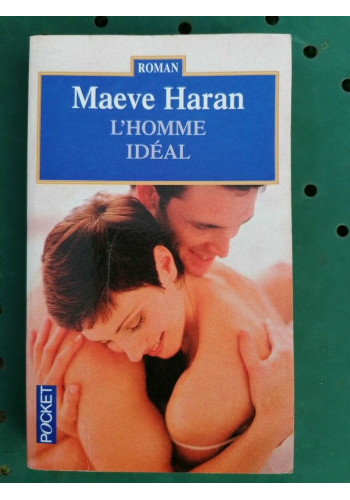 ROMAN
Maeve Haran
L'HOMME
IDÉAL
POCKET